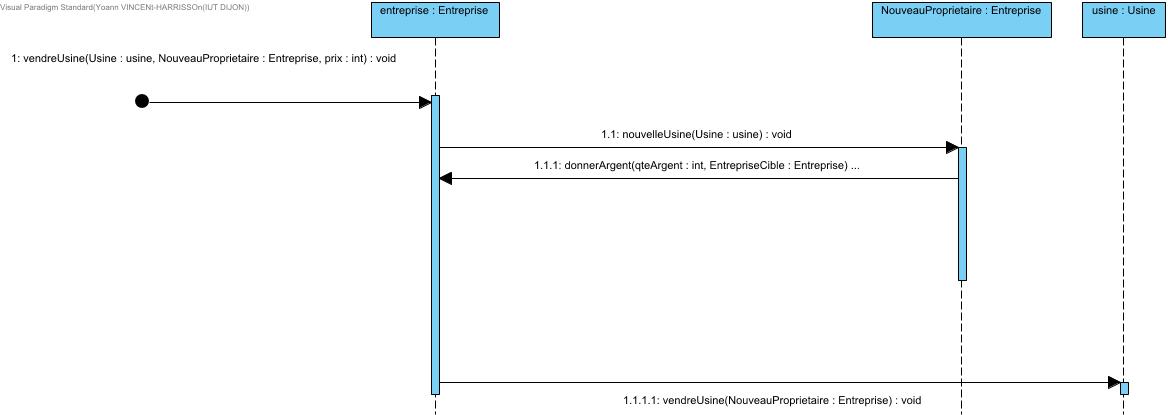 Visual Paradigm Standard(Yoann VINCENt-HARRISSOn(IUT DIJON))
entreprise : Entreprise
NouveauProprietaire : Entreprise
usine : Usine
1: vendreUsine(Usine : usine, NouveauProprietaire : Entreprise, prix : int) : void
1.1: nouvelleUsine(Usine : usine) : void
1.1.1: donnerArgent(qteArgent : int, EntrepriseCible : Entreprise) ...
1.1.1.1: vendreUsine(NouveauProprietaire : Entreprise) : void